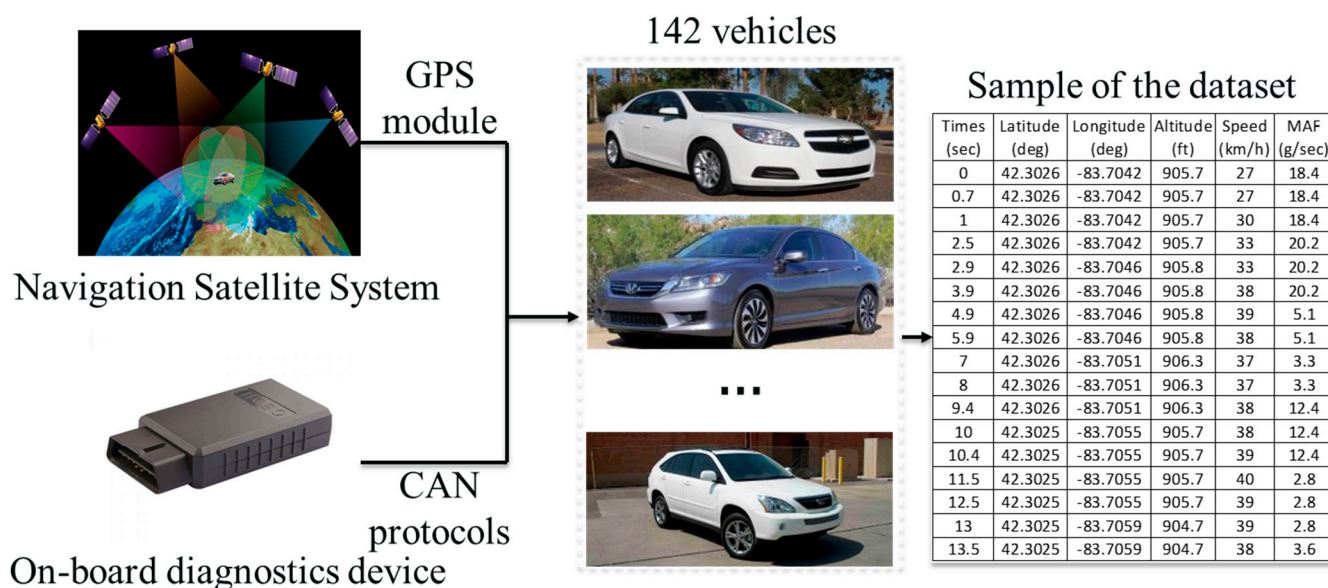 GPS
module
Navigation Satellite System
CAN
protocols
On-board diagnostics device
142 vehicles
...
Sample of the dataset
Times Latitude Longitude Altitude Speed MAF
(sec) (deg) (deg) (ft) (km/h) (g/sec)
0 42.3026 -83.7042 905.7 27 18.4
0.7 42.3026 -83.7042 905.7 27 18.4
1 42.3026 -83.7042 905.7 30 18.4
2.5 42.3026 -83.7042 905.7 33 20.2
2.9 42.3026 -83.7046 905.8 33 20.2
3.9 42.3026 -83.7046 905.8 38 20.2
4.9 42.3026 -83.7046 905.8 39 5.1
5.9 42.3026 -83.7046 905.8 38 5.1
7 42.3026 -83.7051 906.3 37 3.3
8 42.3026 -83.7051 906.3 37 3.3
9.4 42.3026 -83.7051 906.3 38 12.4
10 42.3025 -83.7055 905.7 38 12.4
10.4 42.3025 -83.7055 905.7 39 12.4
11.5 42.3025 -83.7055 905.7 40 2.8
12.5 42.3025 -83.7055 905.7 39 2.8
13 42.3025 -83.7059 904.7 39 2.8
13.5 42.3025 -83.7059 904.7 38 3.6